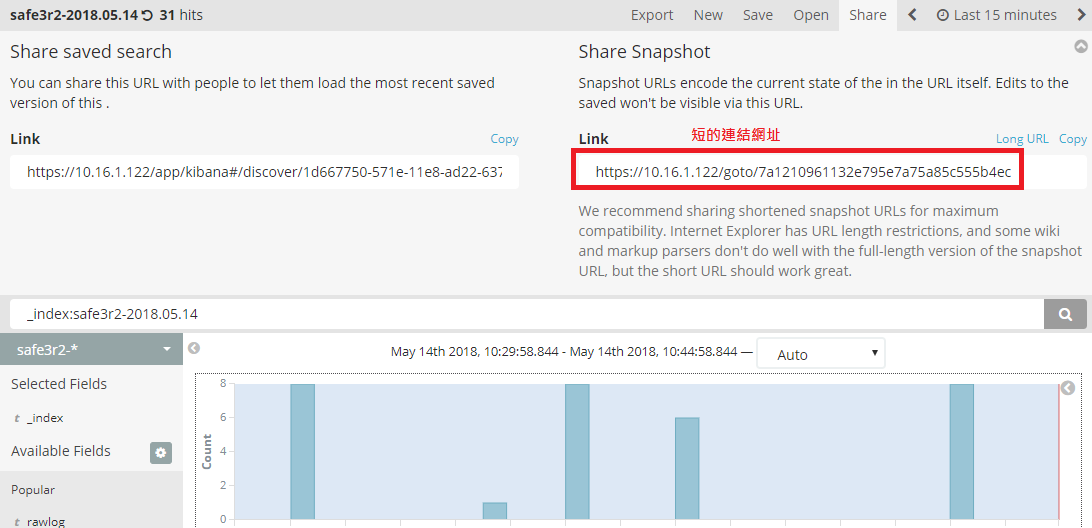 safe3r2-2018.05.14 31 hits
Export New Save Open Share Last 15 minutes
Share saved search
You can share this URL with people to let them load the most recent saved
version of this .
Link Copy
https://10.16.1.122/app/kibana#/discover/1d667750-571e-11e8-ad22-637
Share Snapshot
Snapshot URLs encode the current state of the in the URL itself. Edits to the
saved won't be visible via this URL.
短的連結網址
Link Long URL Copy
https://10.16.1.122/goto/7a1210961132e795e7a75a85c555b4ec
We recommend sharing shortened snapshot URLs for maximum
compatibility. Internet Explorer has URL length restrictions, and some wiki
and markup parsers don't do well with the full-length version of the snapshot
URL, but the short URL should work great.
_index:safe3r2-2018.05.14
safe3r2-*
Selected Fields
t _index
Available Fields
Popular
t rawlog
May 14th 2018, 10:29:58.844 - May 14th 2018, 10:44:58.844 — Auto
Count
8
6
4
2
0